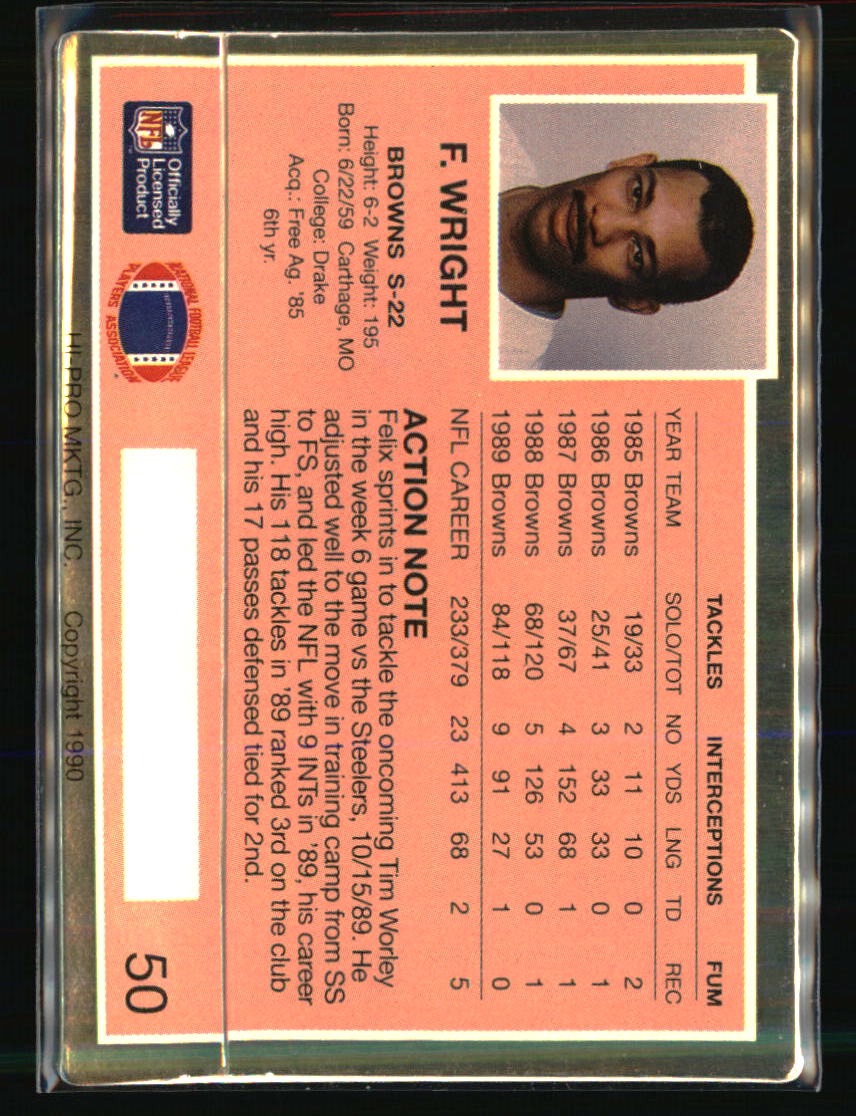 F. WRIGHT
BROWNS S-22
Height: 6-2 Weight: 195
Born: 6/22/59 Carthage, MO
College: Drake
Acq.: Free Ag. '85
6th yr.
TACKLES INTERCEPTIONS FUM
YEAR TEAM SOLO/TOT NO YDS LNG TD REC
1985 Browns 19/33 2 11 10 0 2
1986 Browns 25/41 3 33 33 0 1
1987 Browns 37/67 4 152 68 1 1
1988 Browns 68/120 5 126 53 0 1
1989 Browns 84/118 9 91 27 1 0
NFL CAREER 233/379 23 413 68 2 5
ACTION NOTE
Felix sprints in to tackle the oncoming Tim Worley
in the week 6 game vs the Steelers, 10/15/89. He
adjusted well to the move in training camp from SS
to FS, and led the NFL with 9 INTs in '89, his career
high. His 118 tackles in '89 ranked 3rd on the club
and his 17 passes defensed tied for 2nd.
NFL
Officially
Licensed
Product
NATIONAL FOOTBALL LEAGUE
PLAYERS ASSOCIATION
50
HI-PRO MKTG., INC. Copyright 1990